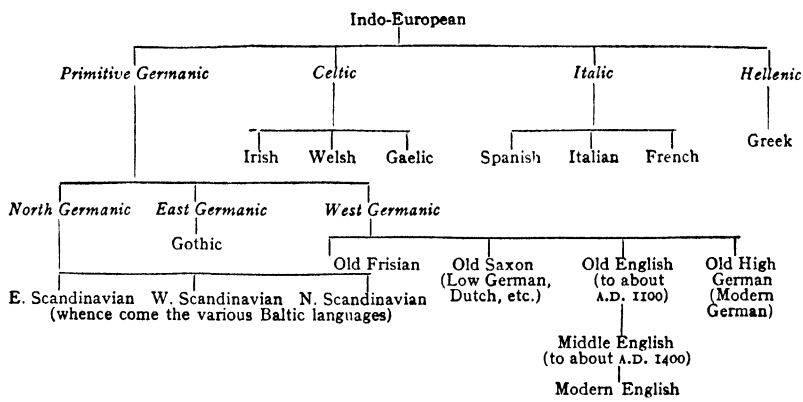 Indo-European
Primitive Germanic Celtic Italic Hellenic
Irish Welsh Gaelic Spanish Italian French Greek
North Germanic East Germanic West Germanic
Gothic
Old Frisian Old Saxon Old English Old High
(Low German, (to about German
Dutch, etc.) A.D. 1100) (Modern
German)
E. Scandinavian W. Scandinavian N. Scandinavian
(whence come the various Baltic languages)
Middle English
(to about A.D. 1400)
Modern English